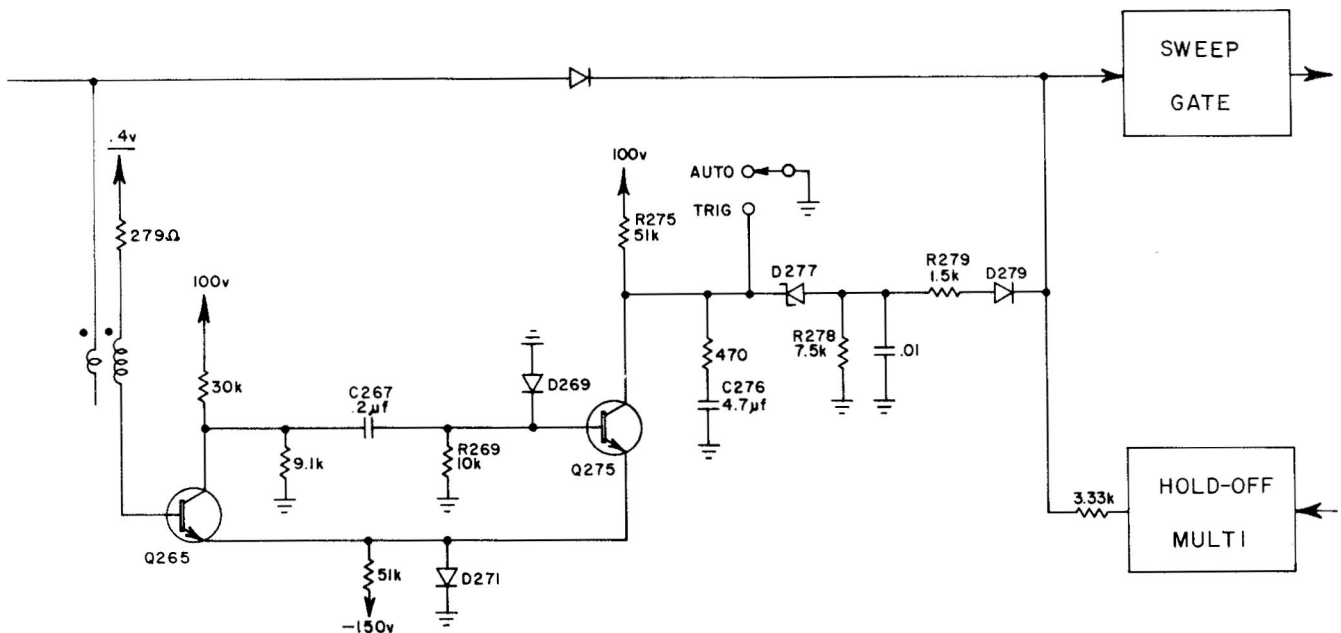 SWEEP
GATE
.4v
279Ω
100v
30k
C267
.2µf
9.1k
R269
10k
D269
Q265
51k
-150v
D271
100v
R275
51k
Q275
AUTO
TRIG
470
C276
4.7µf
D277
R278
7.5k
.01
R279
1.5k
D279
3.33k
HOLD-OFF
MULTI